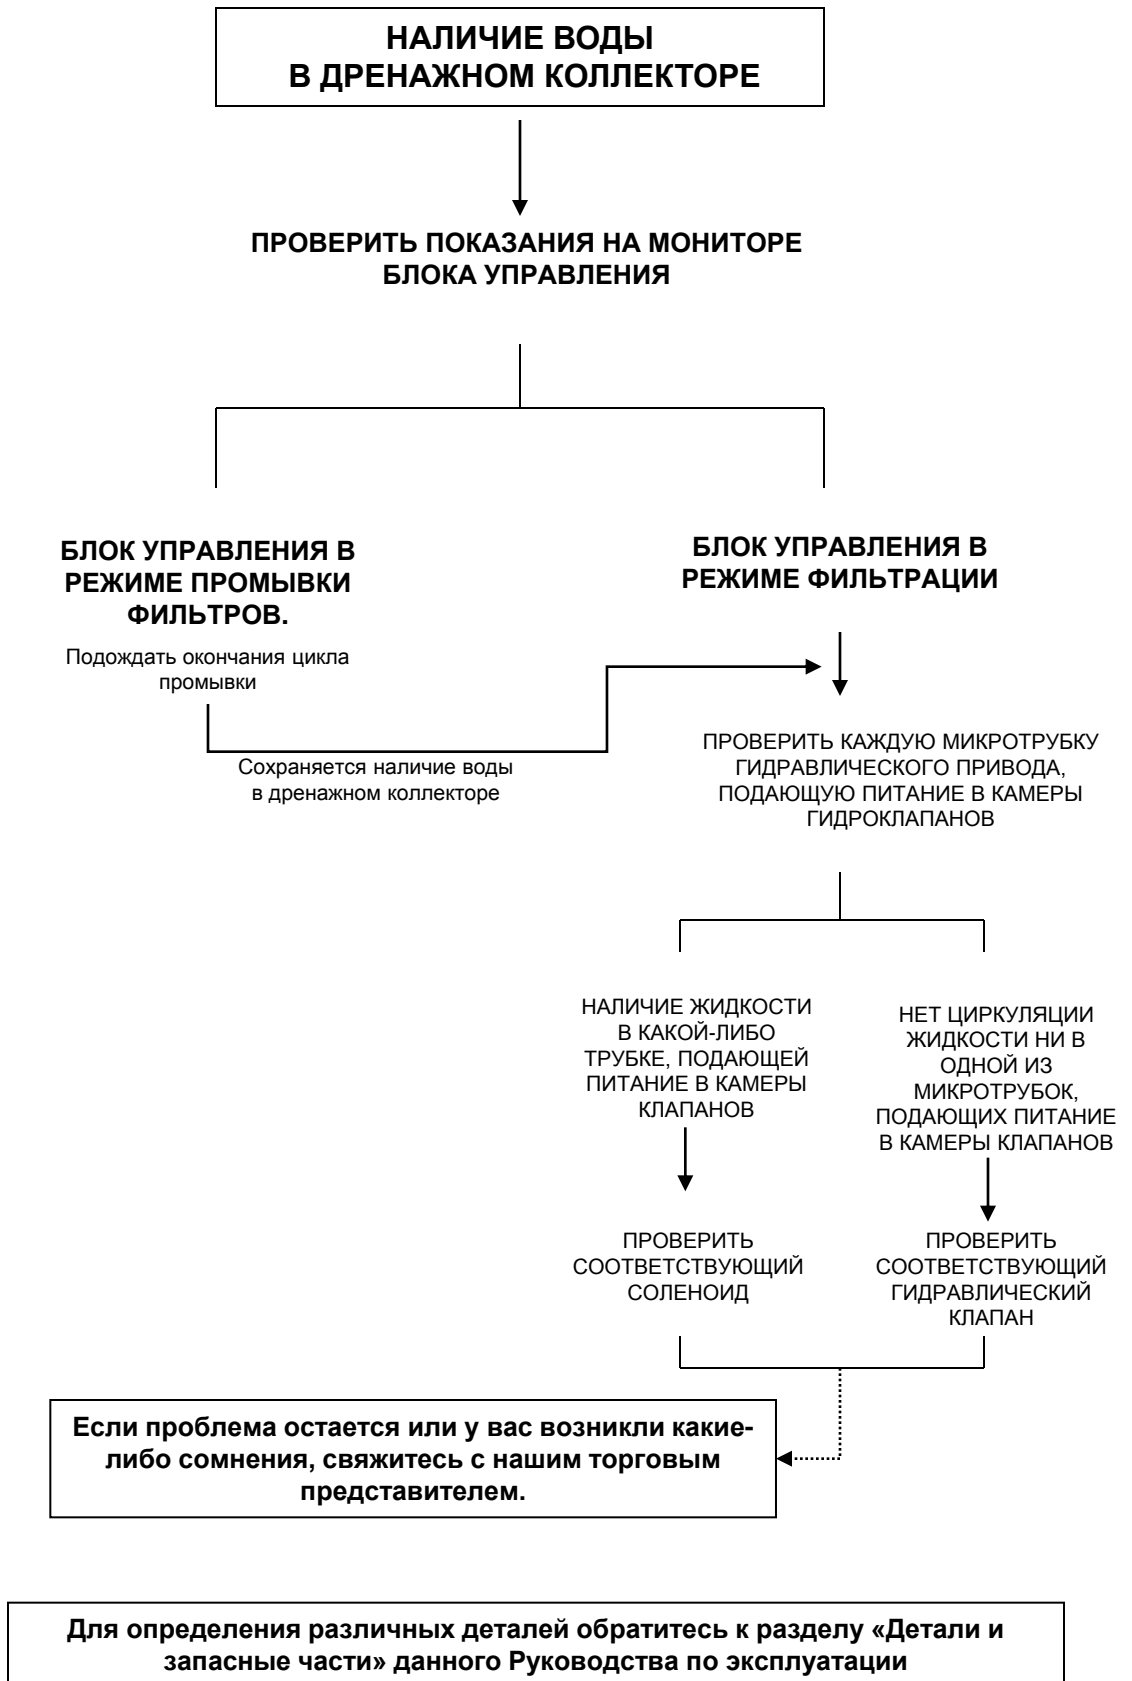 НАЛИЧИЕ ВОДЫ
В ДРЕНАЖНОМ КОЛЛЕКТОРЕ
ПРОВЕРИТЬ ПОКАЗАНИЯ НА МОНИТОРЕ
БЛОКА УПРАВЛЕНИЯ
БЛОК УПРАВЛЕНИЯ В
РЕЖИМЕ ПРОМЫВКИ
ФИЛЬТРОВ.
Подождать окончания цикла
промывки
Сохраняется наличие воды
в дренажном коллекторе
БЛОК УПРАВЛЕНИЯ В
РЕЖИМЕ ФИЛЬТРАЦИИ
ПРОВЕРИТЬ КАЖДУЮ МИКРОТРУБКУ
ГИДРАВЛИЧЕСКОГО ПРИВОДА,
ПОДАЮЩУЮ ПИТАНИЕ В КАМЕРЫ
ГИДРОКЛАПАНОВ
НАЛИЧИЕ ЖИДКОСТИ
В КАКОЙ-ЛИБО
ТРУБКЕ, ПОДАЮЩЕЙ
ПИТАНИЕ В КАМЕРЫ
КЛАПАНОВ
ПРОВЕРИТЬ
СООТВЕТСТВУЮЩИЙ
СОЛЕНОИД
НЕТ ЦИРКУЛЯЦИИ
ЖИДКОСТИ НИ В
ОДНОЙ ИЗ
МИКРОТРУБОК,
ПОДАЮЩИХ ПИТАНИЕ
В КАМЕРЫ КЛАПАНОВ
ПРОВЕРИТЬ
СООТВЕТСТВУЮЩИЙ
ГИДРАВЛИЧЕСКИЙ
КЛАПАН
Если проблема остается или у вас возникли какие-
либо сомнения, свяжитесь с нашим торговым
представителем.
Для определения различных деталей обратитесь к разделу «Детали и
запасные части» данного Руководства по эксплуатации